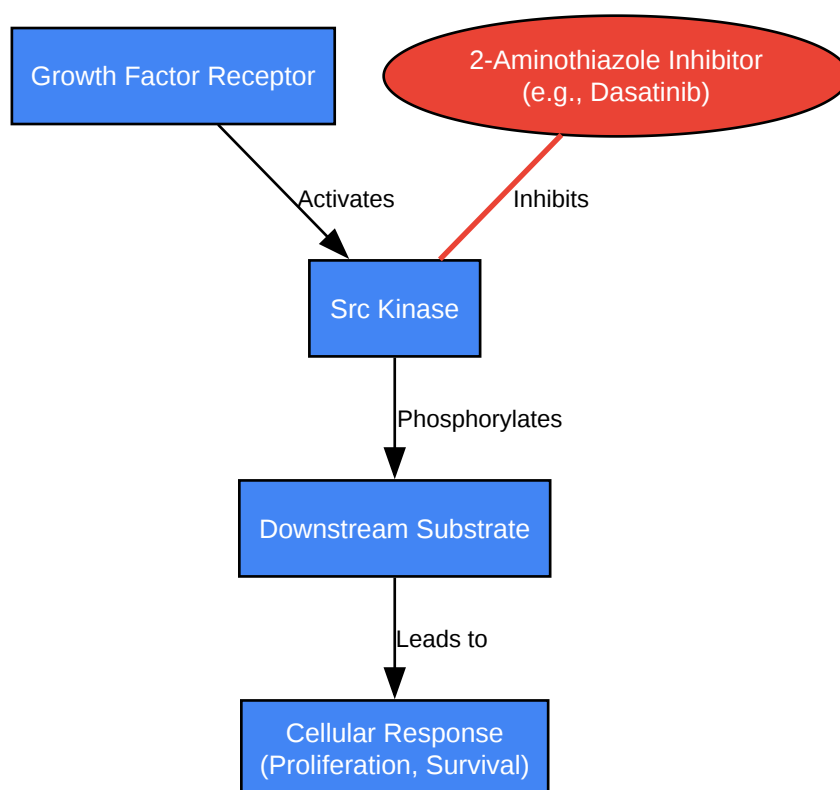 Growth Factor Receptor
2-Aminothiazole Inhibitor
(e.g., Dasatinib)
Activates
Inhibits
Src Kinase
Phosphorylates
Downstream Substrate
Leads to
Cellular Response
(Proliferation, Survival)